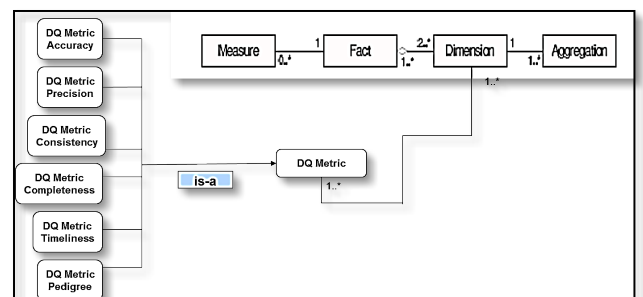 DQ Metric
Accuracy
DQ Metric
Precision
DQ Metric
Consistency
DQ Metric
Completeness
DQ Metric
Timeliness
DQ Metric
Pedigree
is-a
DQ Metric
1..*
Measure
0..*
1
Fact
1..*
2..*
Dimension
1
1..*
Aggregation
1..*